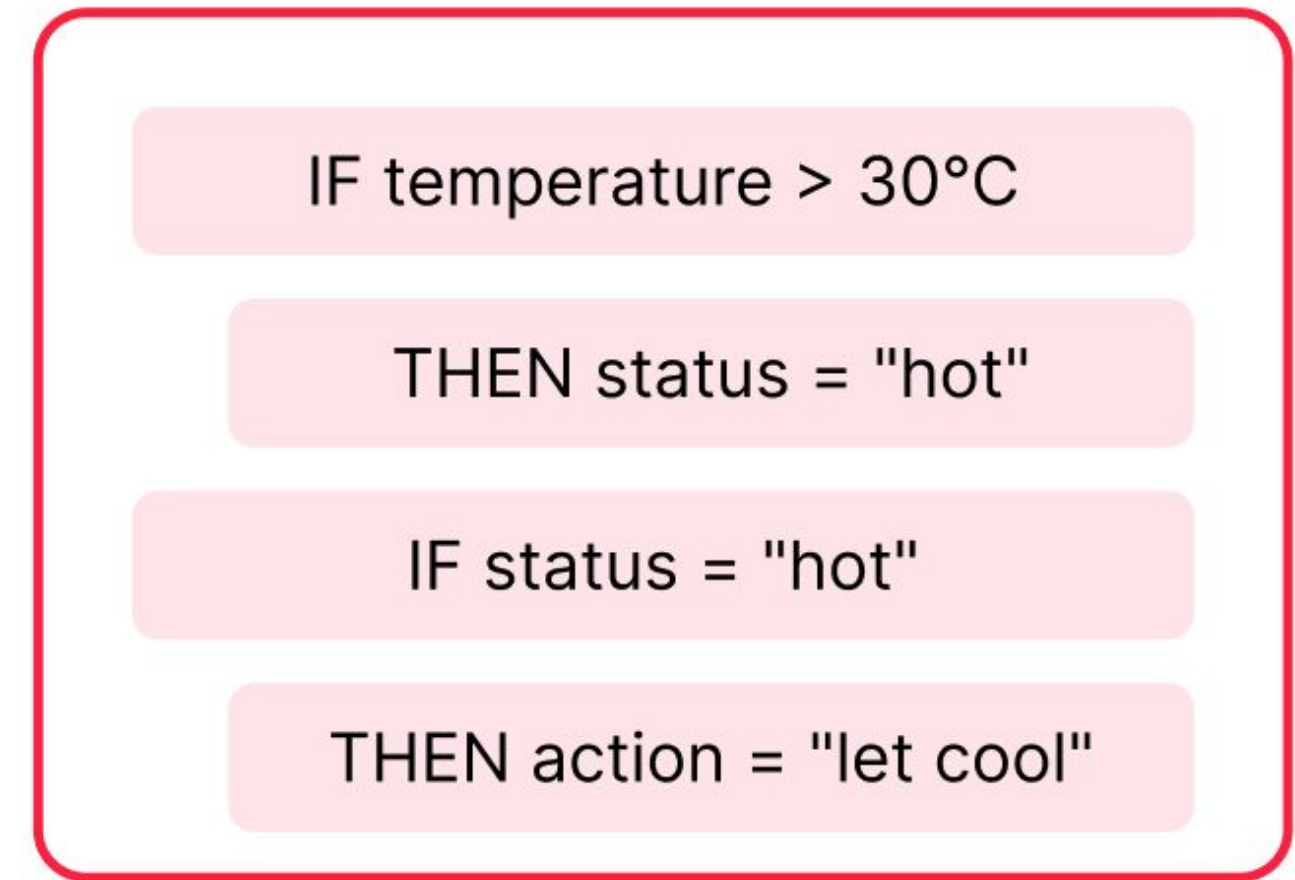 IF temperature > 30°C
THEN status = "hot"
IF status = "hot"
THEN action = "let cool"